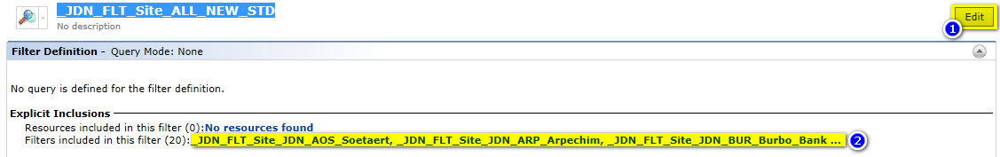 _JDN_FLT_Site_ALL_NEW_STD
No description
Edit
1
Filter Definition - Query Mode: None
No query is defined for the filter definition.
Explicit Inclusions
Resources included in this filter (0):No resources found
Filters included in this filter (20):_JDN_FLT_Site_JDN_AOS_Soetaert, _JDN_FLT_Site_JDN_ARP_Arpechim, _JDN_FLT_Site_JDN_BUR_Burbo_Bank ... 2